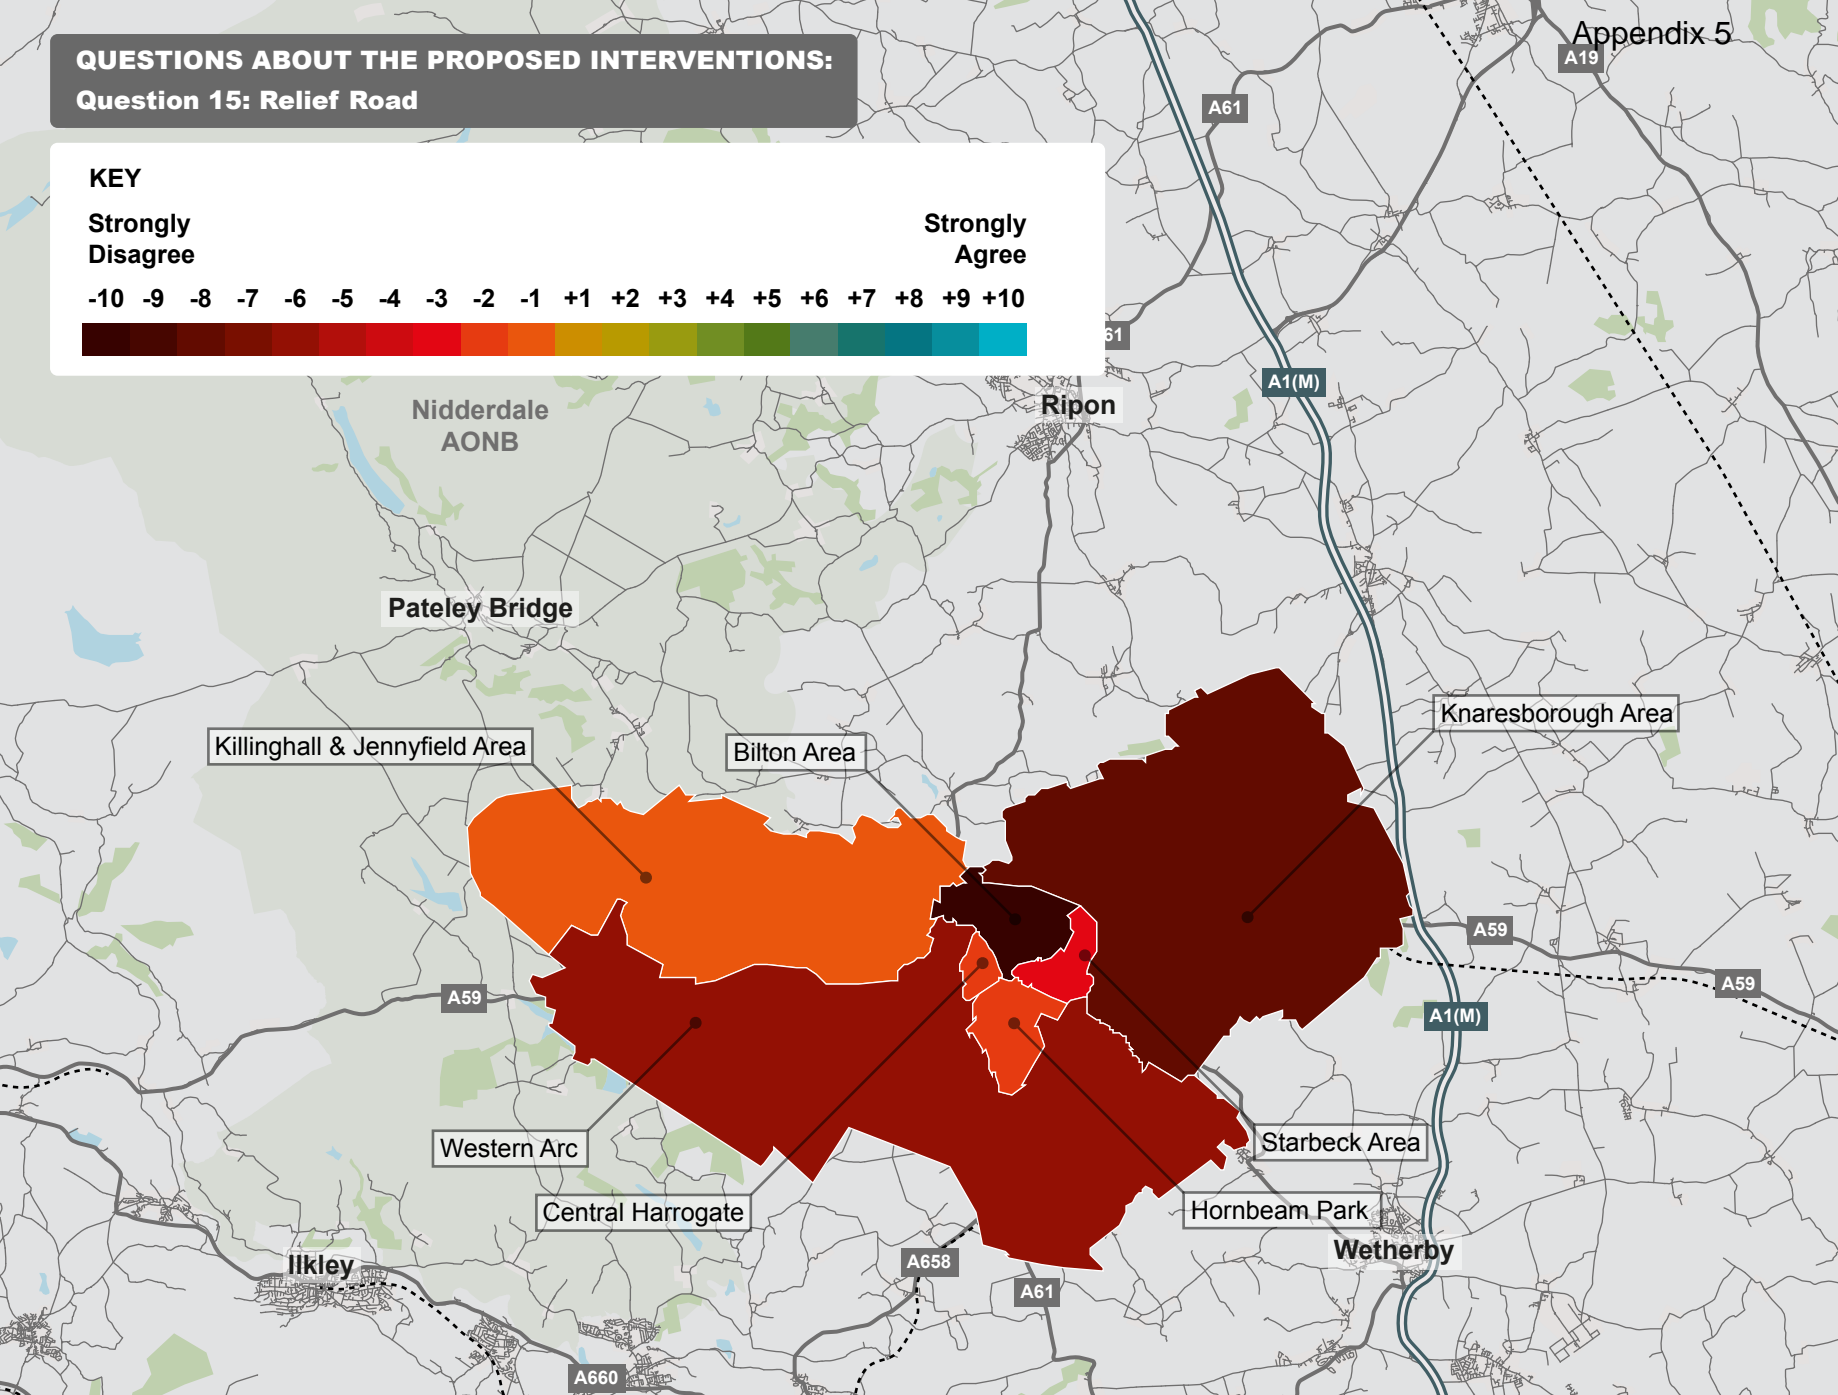 Appendix 5
QUESTIONS ABOUT THE PROPOSED INTERVENTIONS:
Question 15: Relief Road
A19
A61
KEY
Strongly
Disagree
Strongly
Agree
-10 -9 -8 -7 -6 -5 -4 -3 -2 -1 +1 +2 +3 +4 +5 +6 +7 +8 +9 +10
61
A1(M)
Nidderdale
AONB
Ripon
Pateley Bridge
Knaresborough Area
Killinghall & Jennyfield Area
Bilton Area
A59
A59
A59
A1(M)
Western Arc
Starbeck Area
Central Harrogate
Hornbeam Park
Wetherby
Ilkley
A658
A61
A660